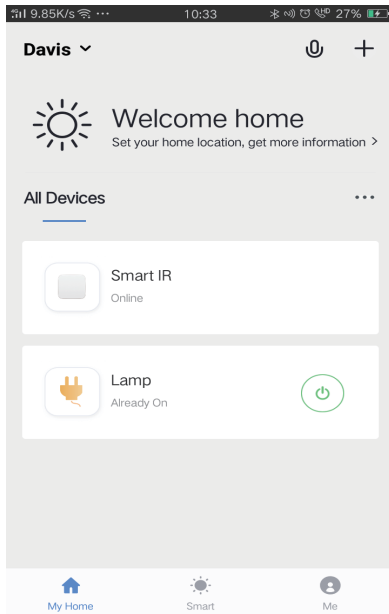 9.85K/s ... 10:33 27%
Davis
Welcome home
Set your home location, get more information >
All Devices
Smart IR
Online
Lamp
Already On
My Home Smart Me